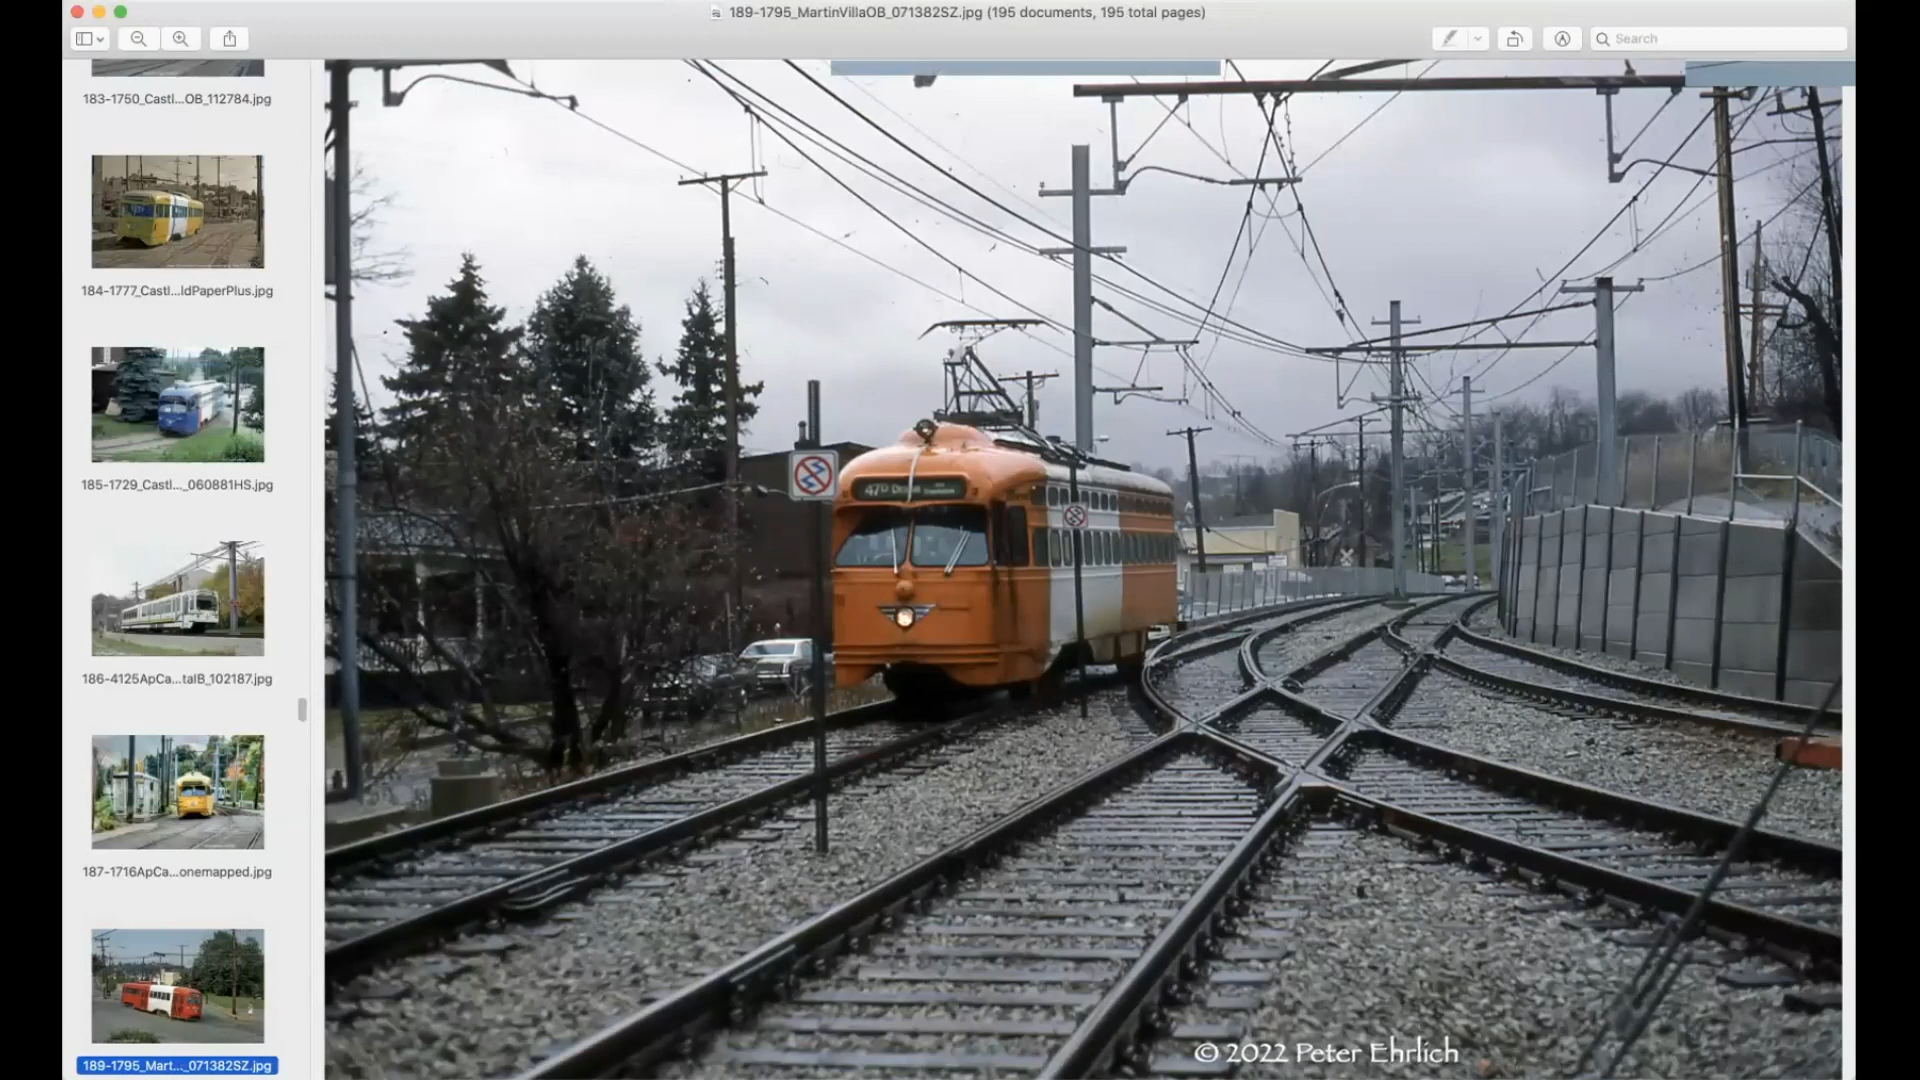 189-1795_MartinVillaOB_071382SZ.jpg (195 documents, 195 total pages)
Search
183-1750_Castl...OB_112784.jpg
184-1777_Castl...ldPaperPlus.jpg
185-1729_Castl..._060881HS.jpg
186-4125ApCa...talB_102187.jpg
187-1716ApCa...onemapped.jpg
189-1795_Mart..._071382SZ.jpg
47D
© 2022 Peter Ehrlich